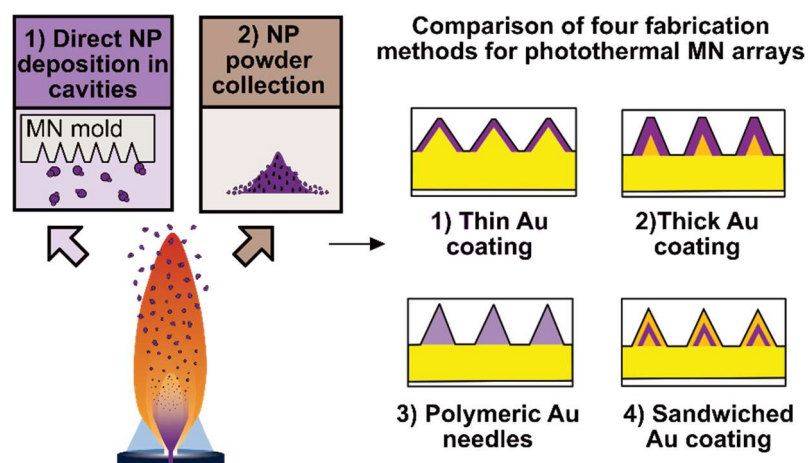 1) Direct NP
deposition in
cavities
MN mold
2) NP
powder
collection
Comparison of four fabrication
methods for photothermal MN arrays
1) Thin Au
coating
2)Thick Au
coating
3) Polymeric Au
needles
4) Sandwiched
Au coating